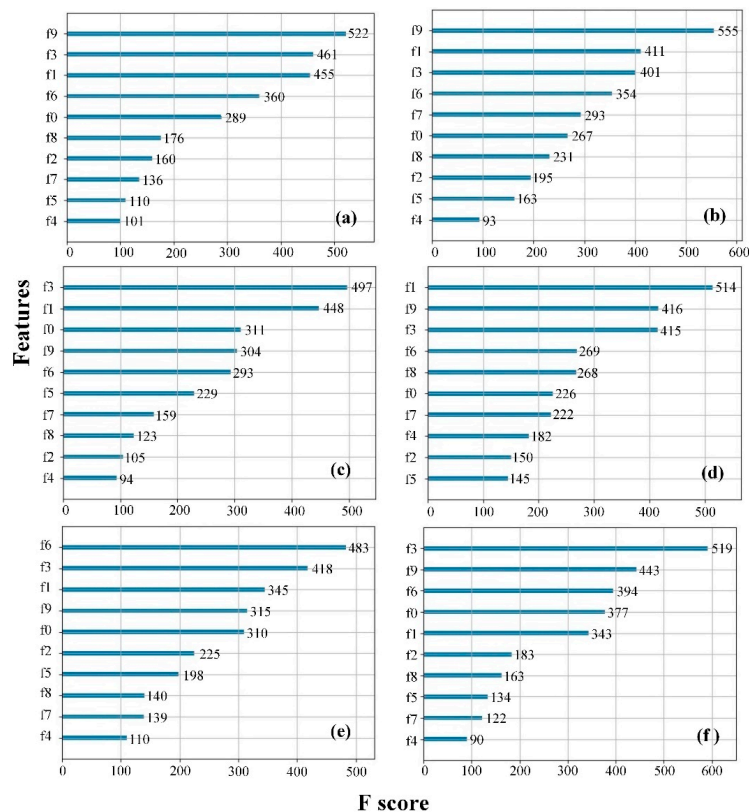 f9 522
f3 461
f1 455
f6 360
f0 289
f8 176
f2 160
f7 136
f5 110
f4 101
(a)
0 100 200 300 400 500
f9 555
f1 411
f3 401
f6 354
f7 293
f0 267
f8 231
f2 195
f5 163
f4 93
(b)
0 100 200 300 400 500 600
Features
f3 497
f1 448
f0 311
f9 304
f6 293
f5 229
f7 159
f8 123
f2 105
f4 94
(c)
0 100 200 300 400 500
f1 514
f9 416
f3 415
f6 269
f8 268
f0 226
f7 222
f4 182
f2 150
f5 145
(d)
0 100 200 300 400 500
f6 483
f3 418
f1 345
f9 315
f0 310
f2 225
f5 198
f8 140
f7 139
f4 110
(e)
0 100 200 300 400 500
f3 519
f9 443
f6 394
f0 377
f1 343
f2 183
f8 163
f5 134
f7 122
f4 90
(f)
0 100 200 300 400 500 600
F score